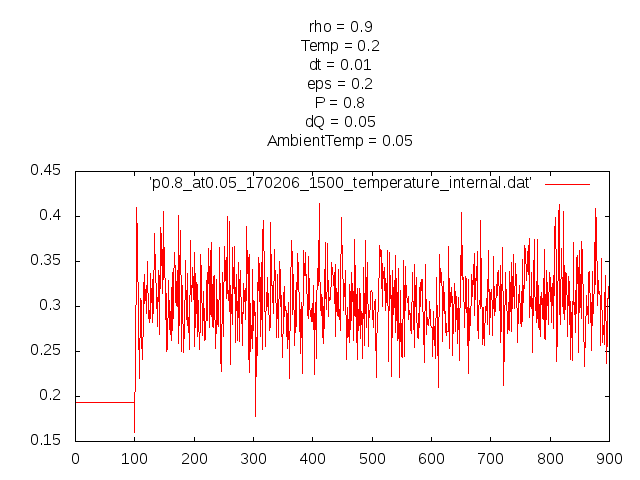 rho = 0.9
Temp = 0.2
dt = 0.01
eps = 0.2
P = 0.8
dQ = 0.05
AmbientTemp = 0.05
'p0.8_at0.05_170206_1500_temperature_internal.dat'
0.45
0.4
0.35
0.3
0.25
0.2
0.15
0 100 200 300 400 500 600 700 800 900